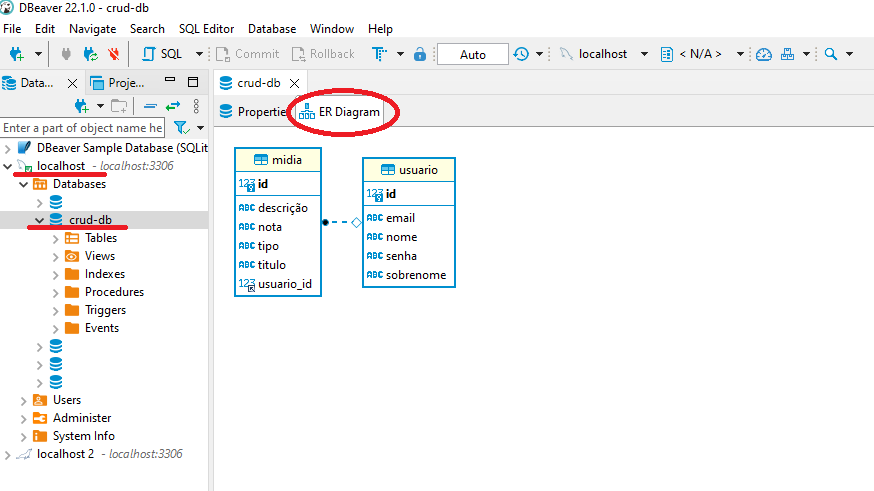 DBeaver 22.1.0 - crud-db
File Edit Navigate Search SQL Editor Database Window Help
SQL Commit Rollback Auto localhost < N/A >
Data... Proje...
Enter a part of object name he
DBeaver Sample Database (SQLit
localhost - localhost:3306
Databases
crud-db
Tables
Views
Indexes
Procedures
Triggers
Events
Users
Administer
System Info
localhost 2 - localhost:3306
crud-db
Propertie ER Diagram
midia
123 id
ABC descrição
ABC nota
ABC tipo
ABC titulo
123 usuario_id
usuario
123 id
ABC email
ABC nome
ABC senha
ABC sobrenome